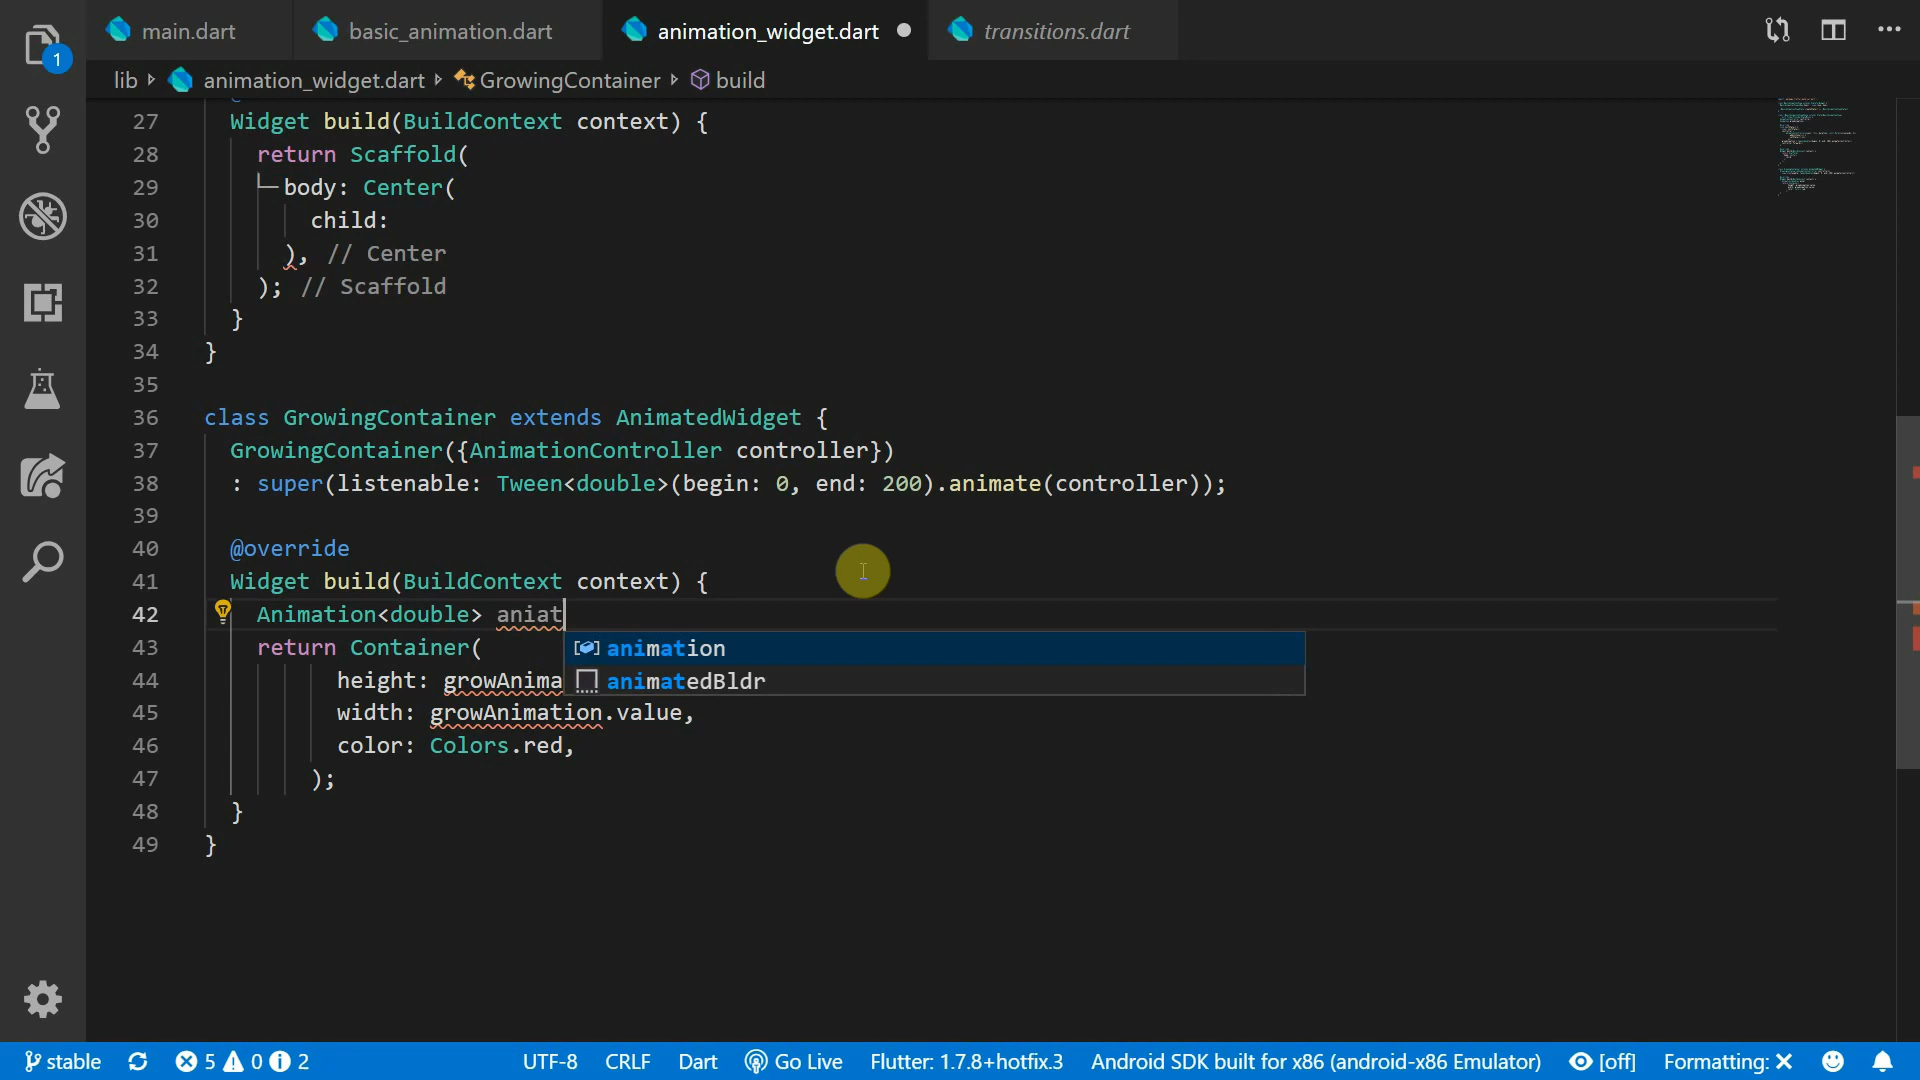 main.dart basic_animation.dart animation_widget.dart transitions.dart
1
lib animation_widget.dart GrowingContainer build
27 Widget build(BuildContext context) {
28 return Scaffold(
29 body: Center(
30 child:
31 ), // Center
32 ); // Scaffold
33 }
34 }
35
36 class GrowingContainer extends AnimatedWidget {
37 GrowingContainer({AnimationController controller})
38 : super(listenable: Tween<double>(begin: 0, end: 200).animate(controller));
39
40 @override
41 Widget build(BuildContext context) {
42 Animation<double> aniat
43 return Container( animation
44 height: growAnima animatedBldr
45 width: growAnimation.value,
46 color: Colors.red,
47 );
48 }
49 }
stable 5 0 2 UTF-8 CRLF Dart Go Live Flutter: 1.7.8+hotfix.3 Android SDK built for x86 (android-x86 Emulator) [off] Formatting: ✕